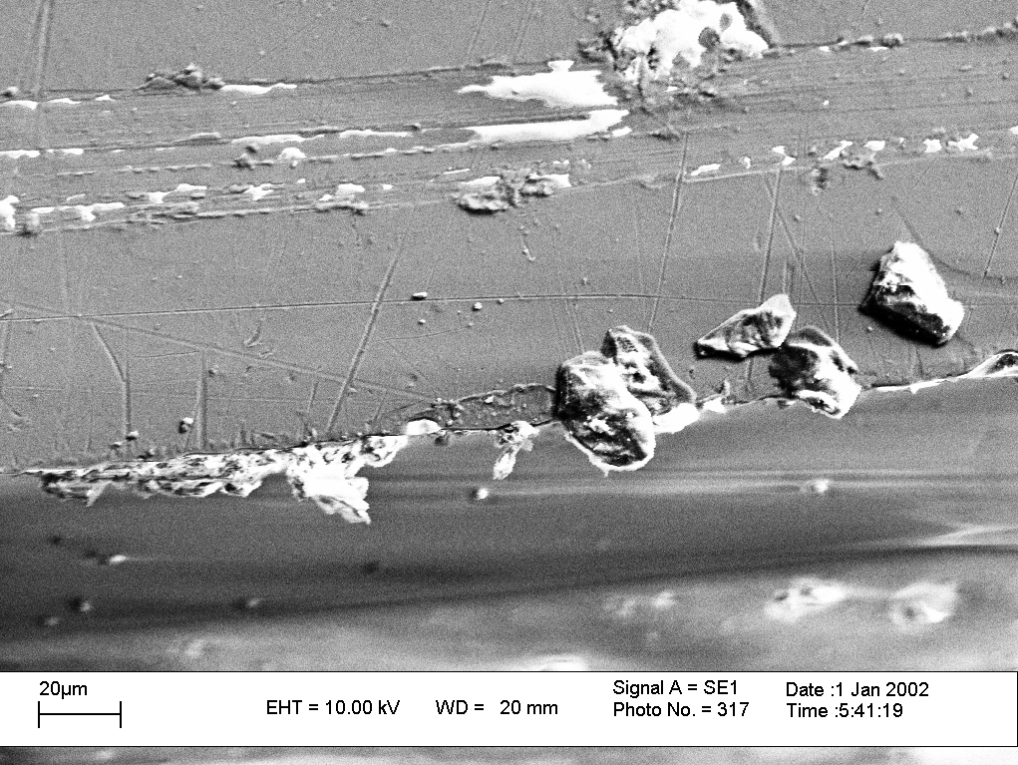 20µm
EHT = 10.00 kV WD = 20 mm
Signal A = SE1
Photo No. = 317
Date :1 Jan 2002
Time :5:41:19